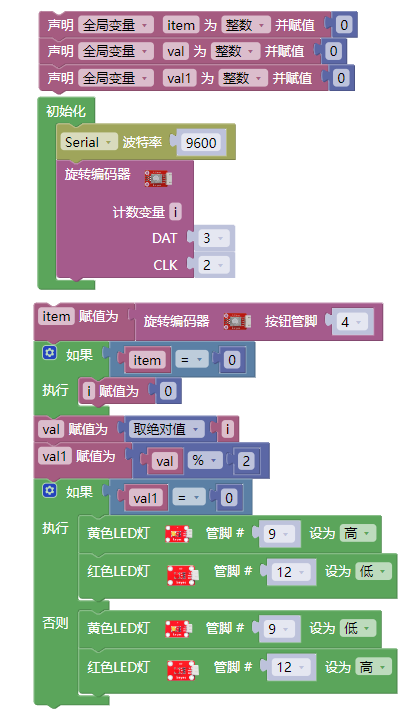 声明 全局变量 item 为 整数 并赋值 0
声明 全局变量 val 为 整数 并赋值 0
声明 全局变量 val1 为 整数 并赋值 0
初始化
Serial 波特率 9600
旋转编码器
计数变量 i
DAT 3
CLK 2
item 赋值为 旋转编码器 按钮管脚 4
如果 item = 0
执行 i 赋值为 0
val 赋值为 取绝对值 i
val1 赋值为 val % 2
如果 val1 = 0
执行 黄色LED灯 管脚 # 9 设为 高
红色LED灯 管脚 # 12 设为 低
否则 黄色LED灯 管脚 # 9 设为 低
红色LED灯 管脚 # 12 设为 高